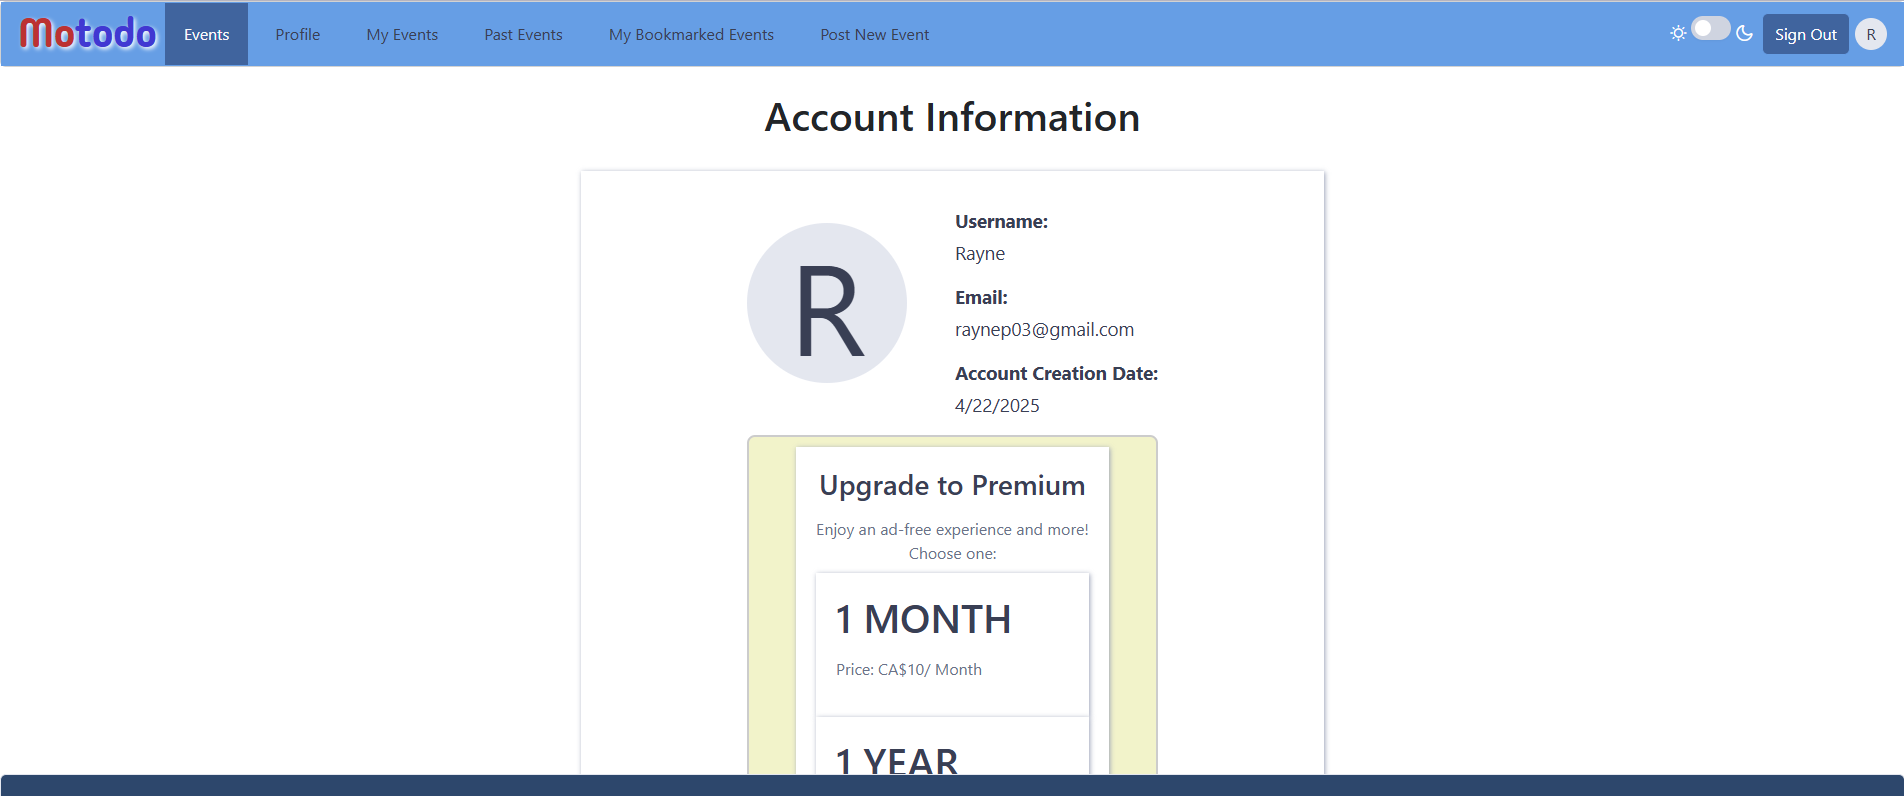 Motodo Events Profile My Events Past Events My Bookmarked Events Post New Event Sign Out R
Account Information
R
Username:
Rayne
Email:
raynep03@gmail.com
Account Creation Date:
4/22/2025
Upgrade to Premium
Enjoy an ad-free experience and more!
Choose one:
1 MONTH
Price: CA$10/ Month
1 YEAR